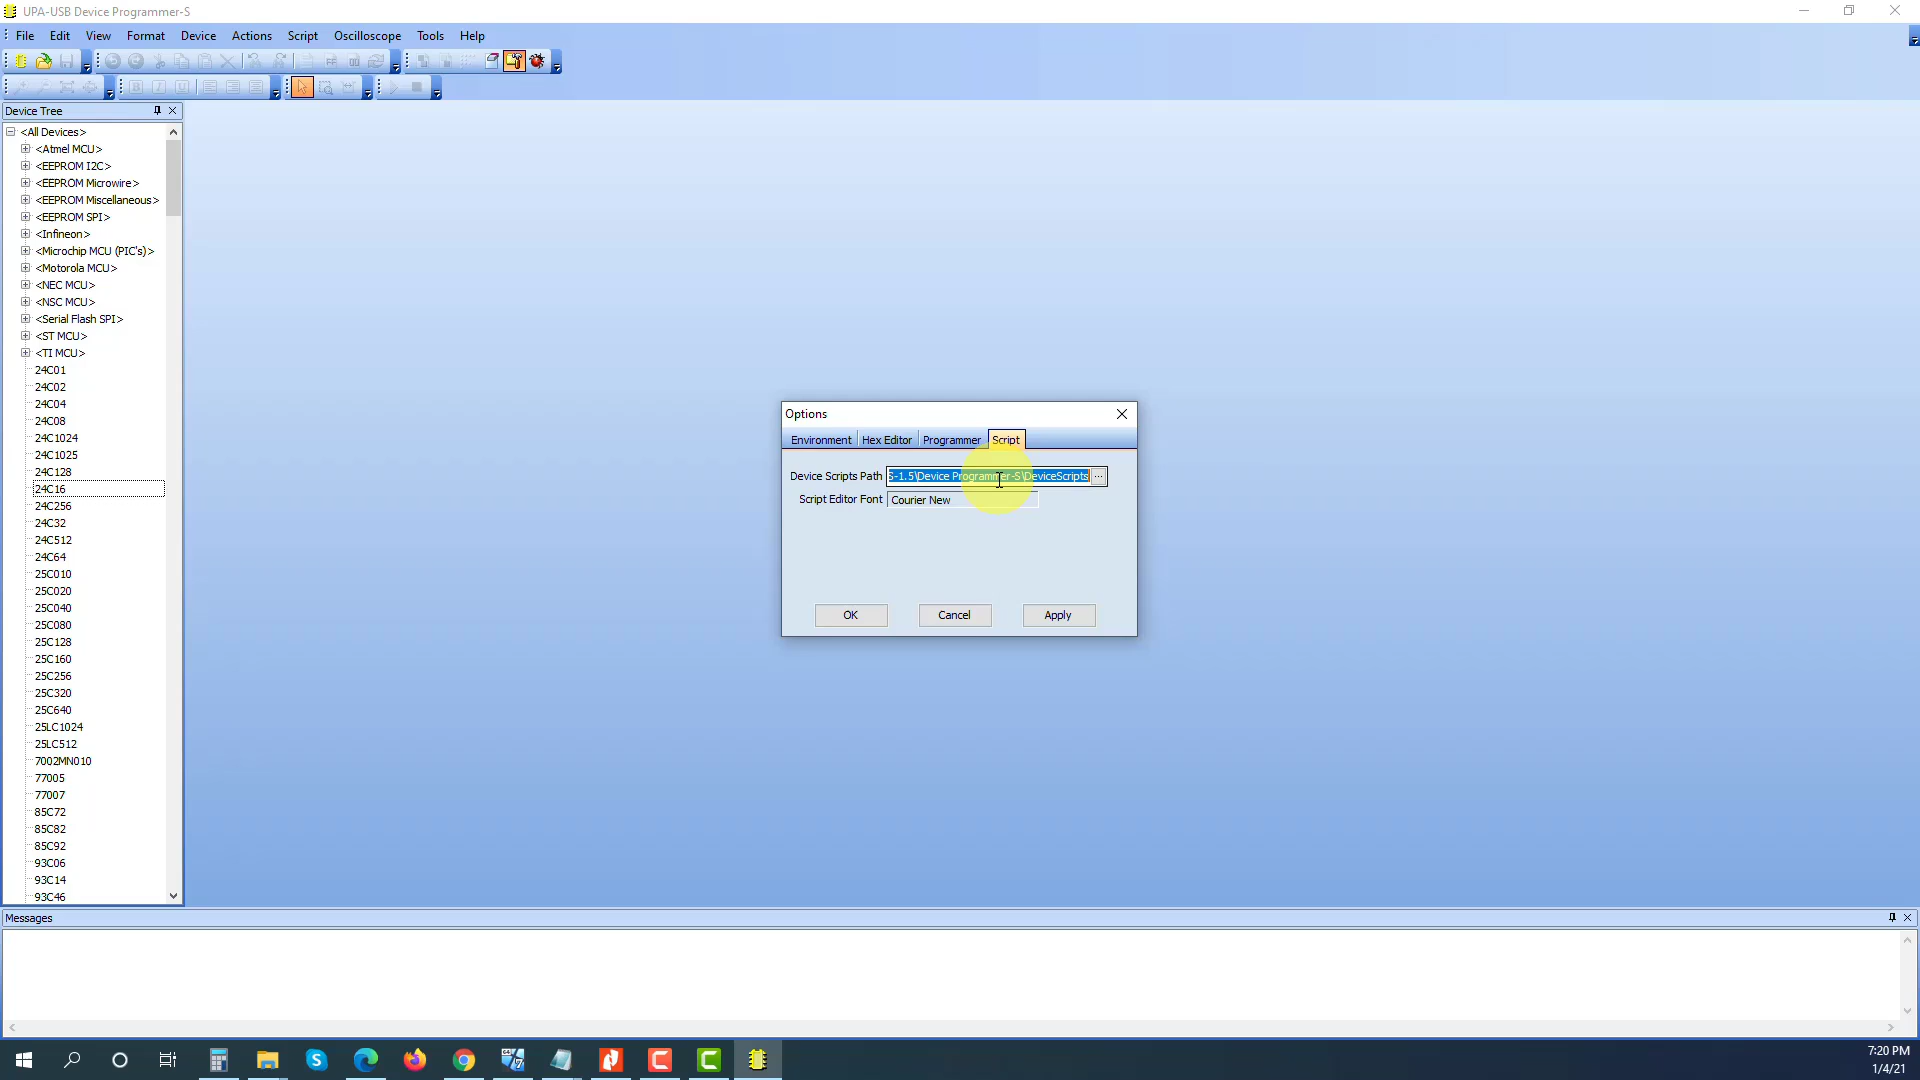 UPA-USB Device Programmer-S
File Edit View Format Device Actions Script Oscilloscope Tools Help
Device Tree
<All Devices>
<Atmel MCU>
<EEPROM I2C>
<EEPROM Microwire>
<EEPROM Miscellaneous>
<EEPROM SPI>
<Infineon>
<Microchip MCU (PIC's)>
<Motorola MCU>
<NEC MCU>
<NSC MCU>
<Serial Flash SPI>
<ST MCU>
<TI MCU>
24C01
24C02
24C04
24C08
24C1024
24C1025
24C128
24C16
24C256
24C32
24C512
24C64
25C010
25C020
25C040
25C080
25C128
25C160
25C256
25C320
25C640
25LC1024
25LC512
7002MN010
77005
77007
85C72
85C82
85C92
93C06
93C14
93C46
Options
Environment Hex Editor Programmer Script
Device Scripts Path S-1.5\Device Programmer-S\DeviceScripts ...
Script Editor Font Courier New
OK Cancel Apply
Messages
7:20 PM
1/4/21